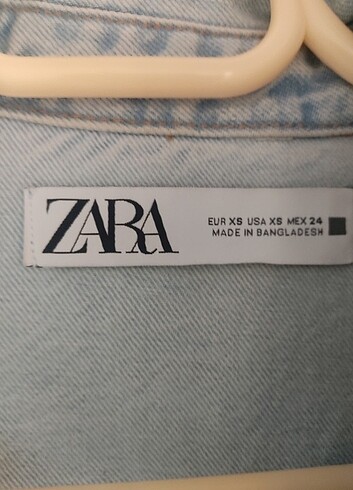 ZARA
EUR XS USA XS MEX 24
MADE IN BANGLADESH